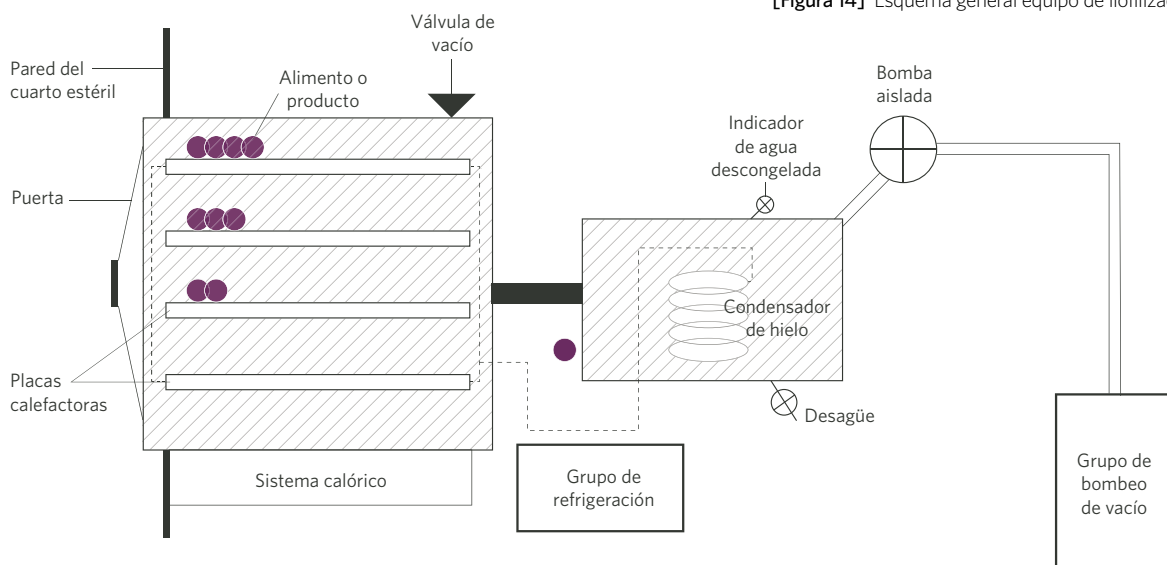 [Figura 14] Esquema general equipo de liofiliza
Válvula de
vacío
Pared del
cuarto estéril
Alimento o
producto
Bomba
aislada
Indicador
de agua
descongelada
Puerta
Condensador
de hielo
Placas
calefactoras
Desagüe
Sistema calórico
Grupo de
refrigeración
Grupo de
bombeo
de vacío